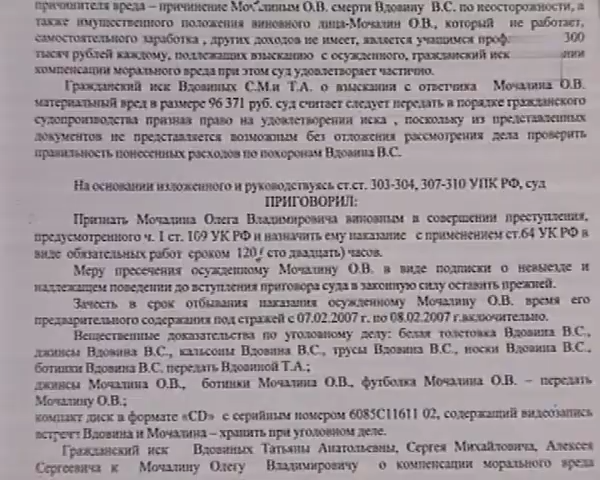 причинителя вреда – причинение Мочалиным О.В. смерти Вдовину В.С. по неосторожности, а
также имущественного положения виновного лица-Мочалин О.В., который не работает,
самостоятельного заработка , других доходов не имеет, является учащимся проф. 300
тысяч рублей каждому, подлежащих взысканию с осужденного, гражданский иск ании
компенсации морального вреда при этом суд удовлетворяет частично.
Гражданский иск Вдовиных С.М.и Т.А. о взыскании с ответчика Мочалина О.В.
материальный вред в размере 96 371 руб. суд считает следует передать в порядке гражданского
судопроизводства признав право на удовлетворении иска , поскольку из представленных
документов не представляется возможным без отложения рассмотрения дела проверить
правильность понесенных расходов по похоронам Вдовина В.С.
На основании изложенного и руководствуясь ст.ст. 303-304, 307-310 УПК РФ, суд
ПРИГОВОРИЛ:
Признать Мочалина Олега Владимировича виновным в совершении преступления,
предусмотренного ч. 1 ст. 109 УК РФ и назначить ему наказание с применением ст.64 УК РФ в
виде обязательных работ сроком 120 ( сто двадцать) часов.
Меру пресечения осужденному Мочалину О.В. в виде подписки о невыезде и
надлежащем поведении до вступления приговора суда в законную силу оставить прежней.
Зачесть в срок отбывания наказания осужденному Мочалину О.В. время его
предварительного содержания под стражей с 07.02.2007 г. по 08.02.2007 г.включительно.
Вещественные доказательства по уголовному делу: белая толстовка Вдовина В.С.,
джинсы Вдовина В.С., кальсоны Вдовина В.С., трусы Вдовина В.С., носки Вдовина В.С.,
ботинки Вдовина В.С. передать Вдовиной Т.А.;
джинсы Мочалина О.В., ботинки Мочалина О.В., футболка Мочалина О.В. – передать
Мочалину О.В.;
компакт диск в формате «CD» с серийным номером 6085С11611 02, содержащий видеозапись
встречи Вдовина и Мочалина – хранить при уголовном деле.
Гражданский иск Вдовиных Татьяны Анатольевны, Сергея Михайловича, Алексея
Сергеевича к Мочалину Олегу Владимировичу о компенсации морального вреда